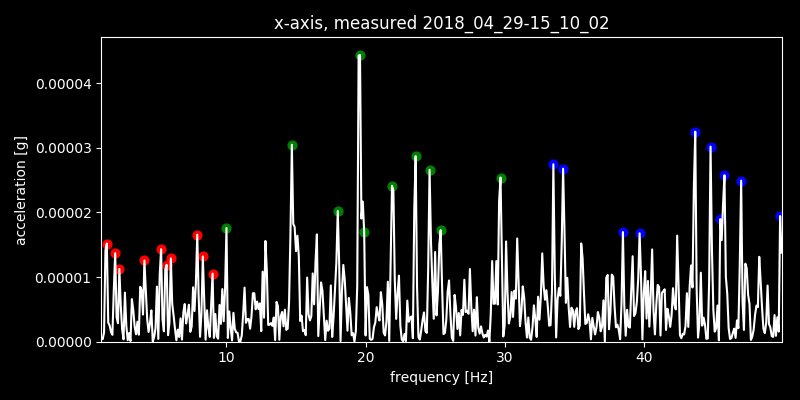 x-axis, measured 2018_04_29-15_10_02
acceleration [g]
0.00004
0.00003
0.00002
0.00001
0.00000
10 20 30 40
frequency [Hz]